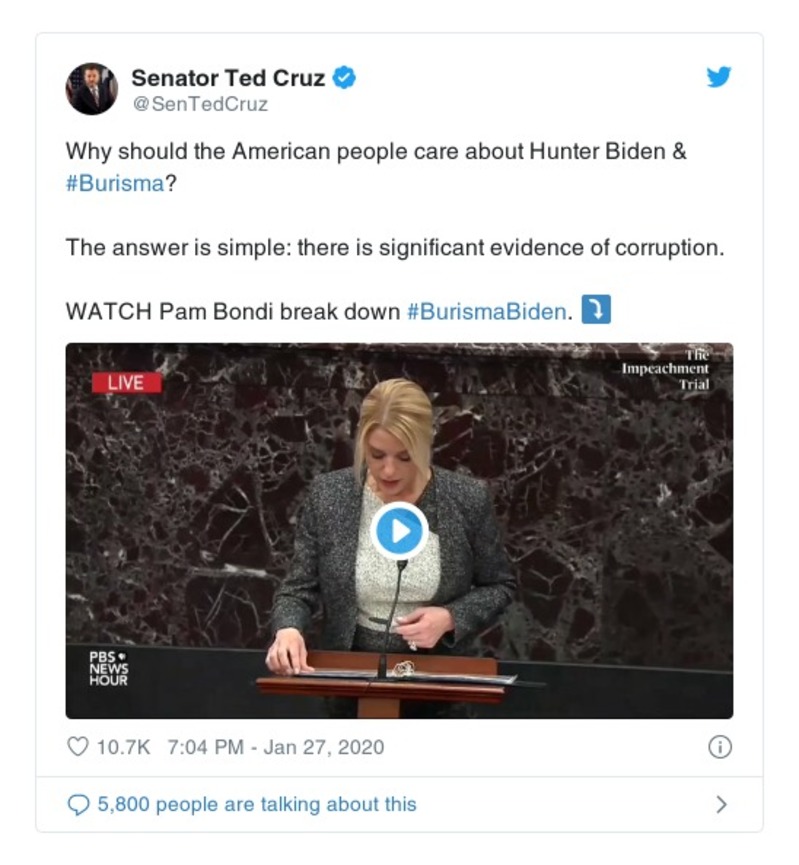 Senator Ted Cruz
@SenTedCruz
Why should the American people care about Hunter Biden &
#Burisma?
The answer is simple: there is significant evidence of corruption.
WATCH Pam Bondi break down #BurismaBiden.
LIVE
The
Impeachment
Trial
PBS
NEWS
HOUR
10.7K 7:04 PM - Jan 27, 2020
5,800 people are talking about this